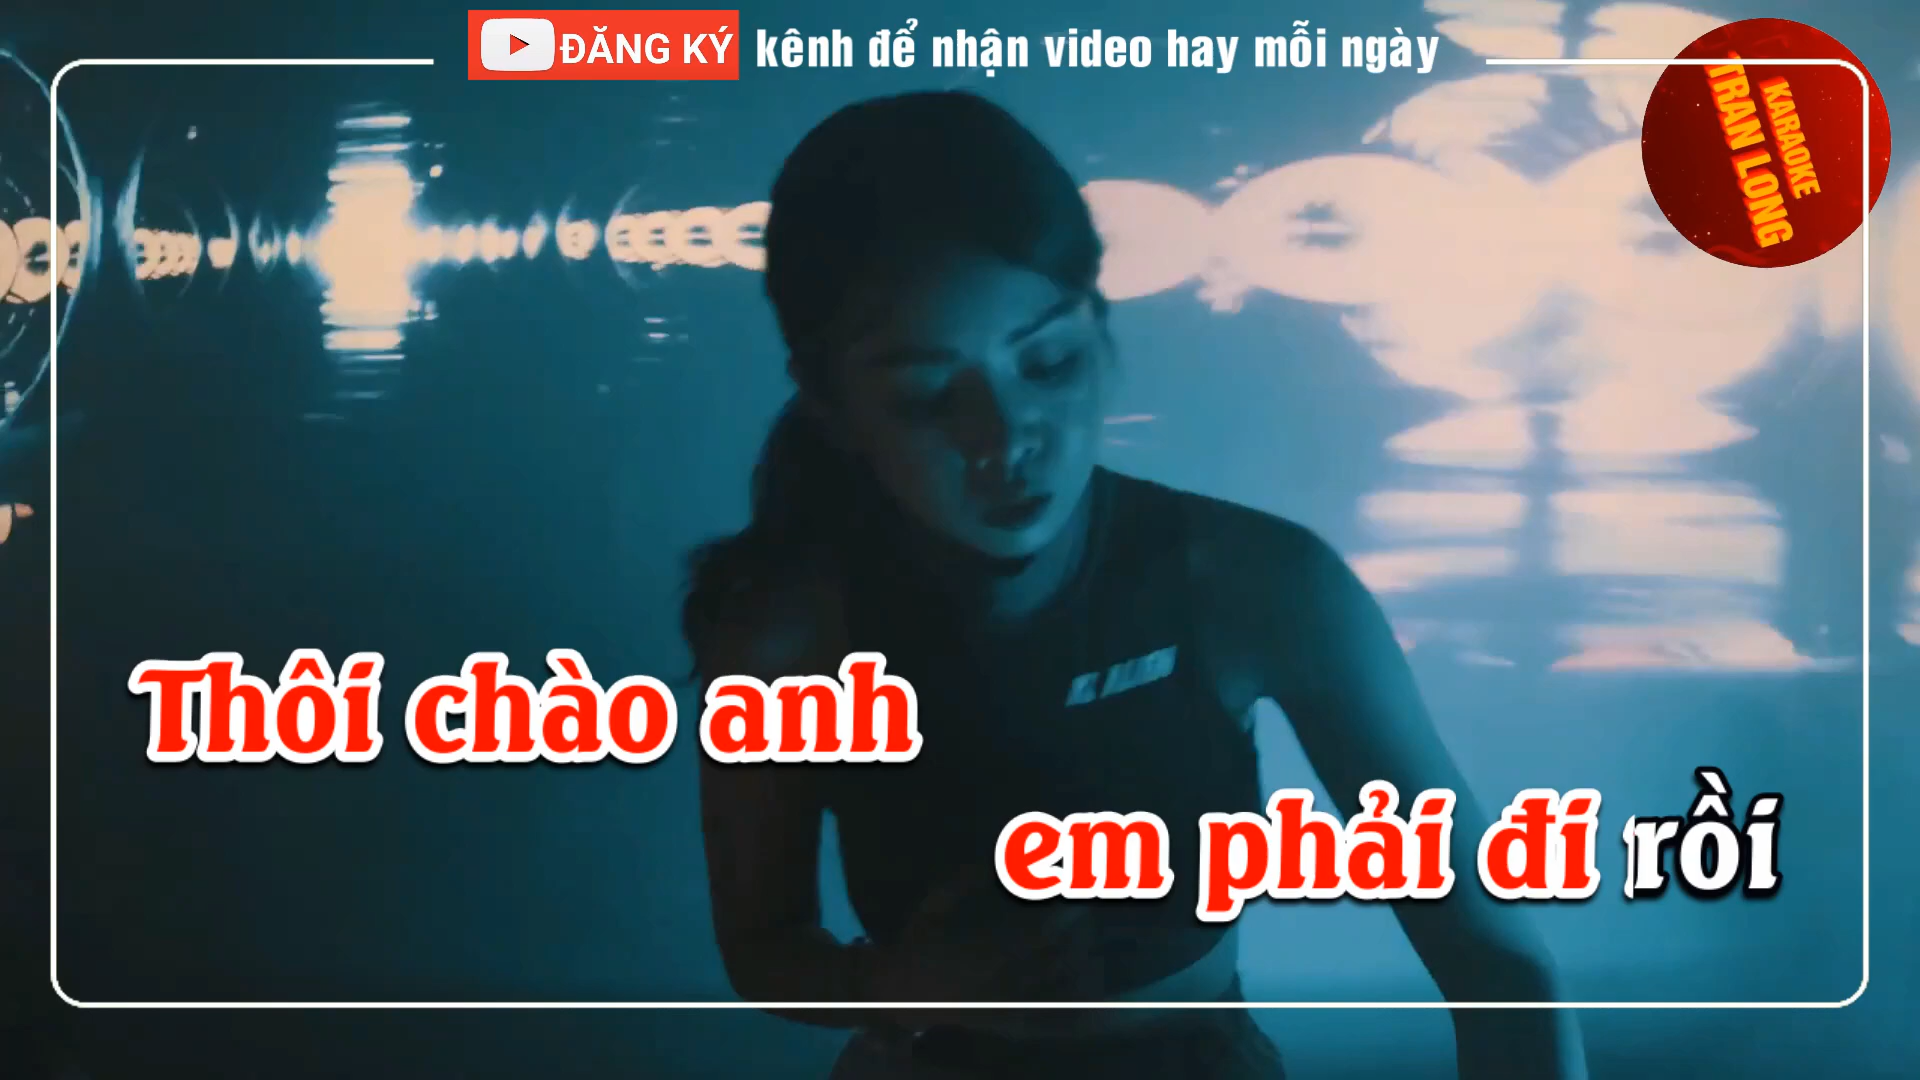 ĐĂNG KÝ kênh để nhận video hay mỗi ngày
KARAOKE
TRAN LONG
Thôi chào anh
em phải đi rồi